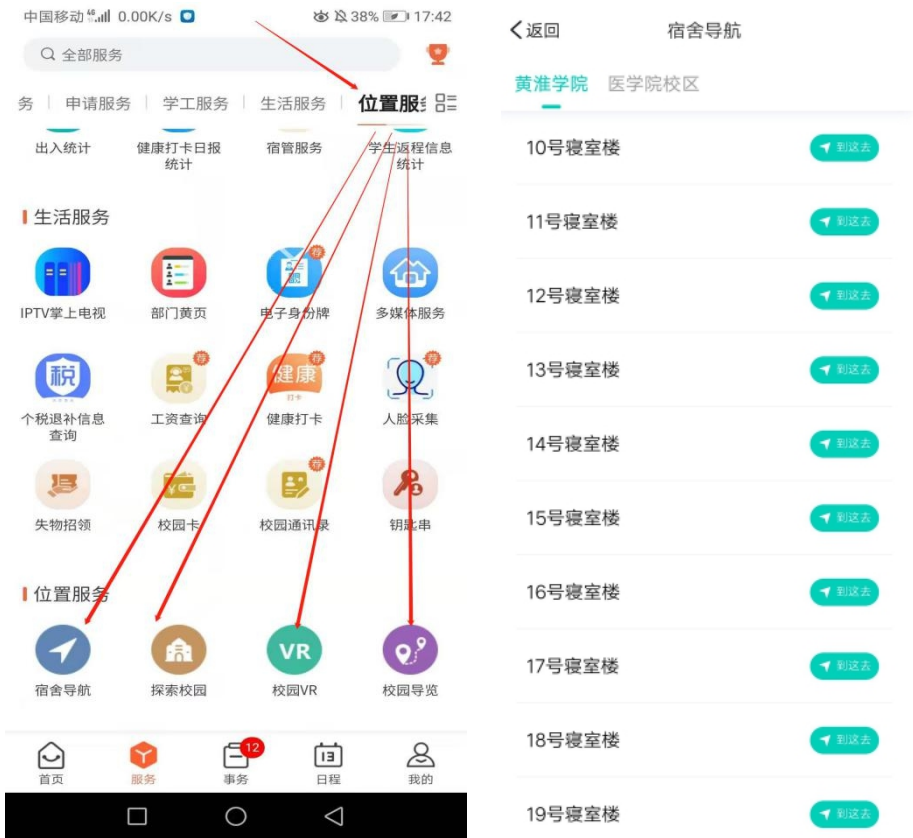 中国移动 46 0.00K/s 38% 17:42
全部服务
务 申请服务 学工服务 生活服务 位置服务
出入统计 健康打卡日报统计 宿管服务 学生返程信息统计
生活服务
荐
IPTV掌上电视 部门黄页 电子身份牌 多媒体服务
税 荐 健康 打卡 荐 荐
个税退补信息查询 工资查询 健康打卡 人脸采集
荐
失物招领 校园卡 校园通讯录 钥匙串
位置服务
VR
宿舍导航 探索校园 校园VR 校园导览
12 13
首页 服务 事务 日程 我的
返回 宿舍导航
黄淮学院 医学院校区
10号寝室楼 到这去
11号寝室楼 到这去
12号寝室楼 到这去
13号寝室楼 到这去
14号寝室楼 到这去
15号寝室楼 到这去
16号寝室楼 到这去
17号寝室楼 到这去
18号寝室楼 到这去
19号寝室楼 到这去